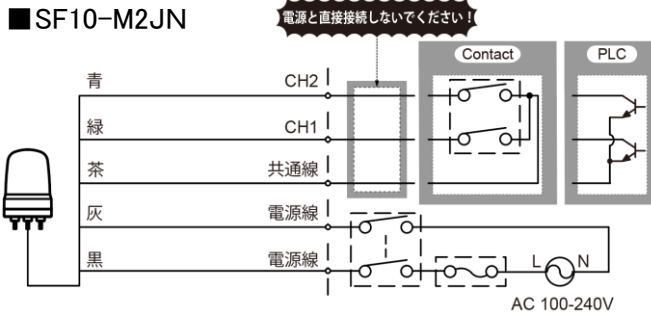 ■SF10-M2JN
電源と直接接続しないでください!
Contact
PLC
青
CH2
緑
CH1
茶
共通線
灰
電源線
黒
電源線
L
N
AC 100-240V